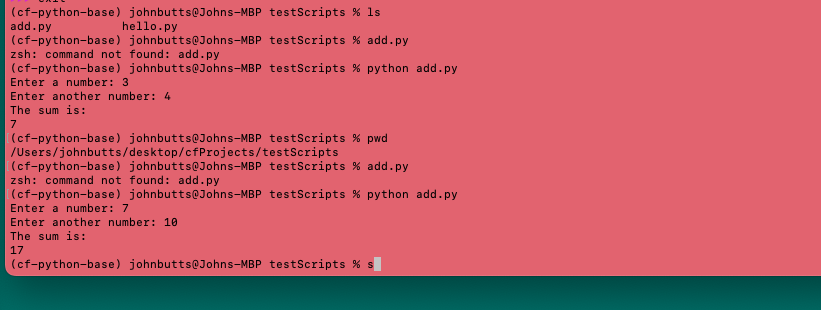 (cf-python-base) johnbutts@Johns-MBP testScripts % ls
add.py hello.py
(cf-python-base) johnbutts@Johns-MBP testScripts % add.py
zsh: command not found: add.py
(cf-python-base) johnbutts@Johns-MBP testScripts % python add.py
Enter a number: 3
Enter another number: 4
The sum is:
7
(cf-python-base) johnbutts@Johns-MBP testScripts % pwd
/Users/johnbutts/desktop/cfProjects/testScripts
(cf-python-base) johnbutts@Johns-MBP testScripts % add.py
zsh: command not found: add.py
(cf-python-base) johnbutts@Johns-MBP testScripts % python add.py
Enter a number: 7
Enter another number: 10
The sum is:
17
(cf-python-base) johnbutts@Johns-MBP testScripts % s